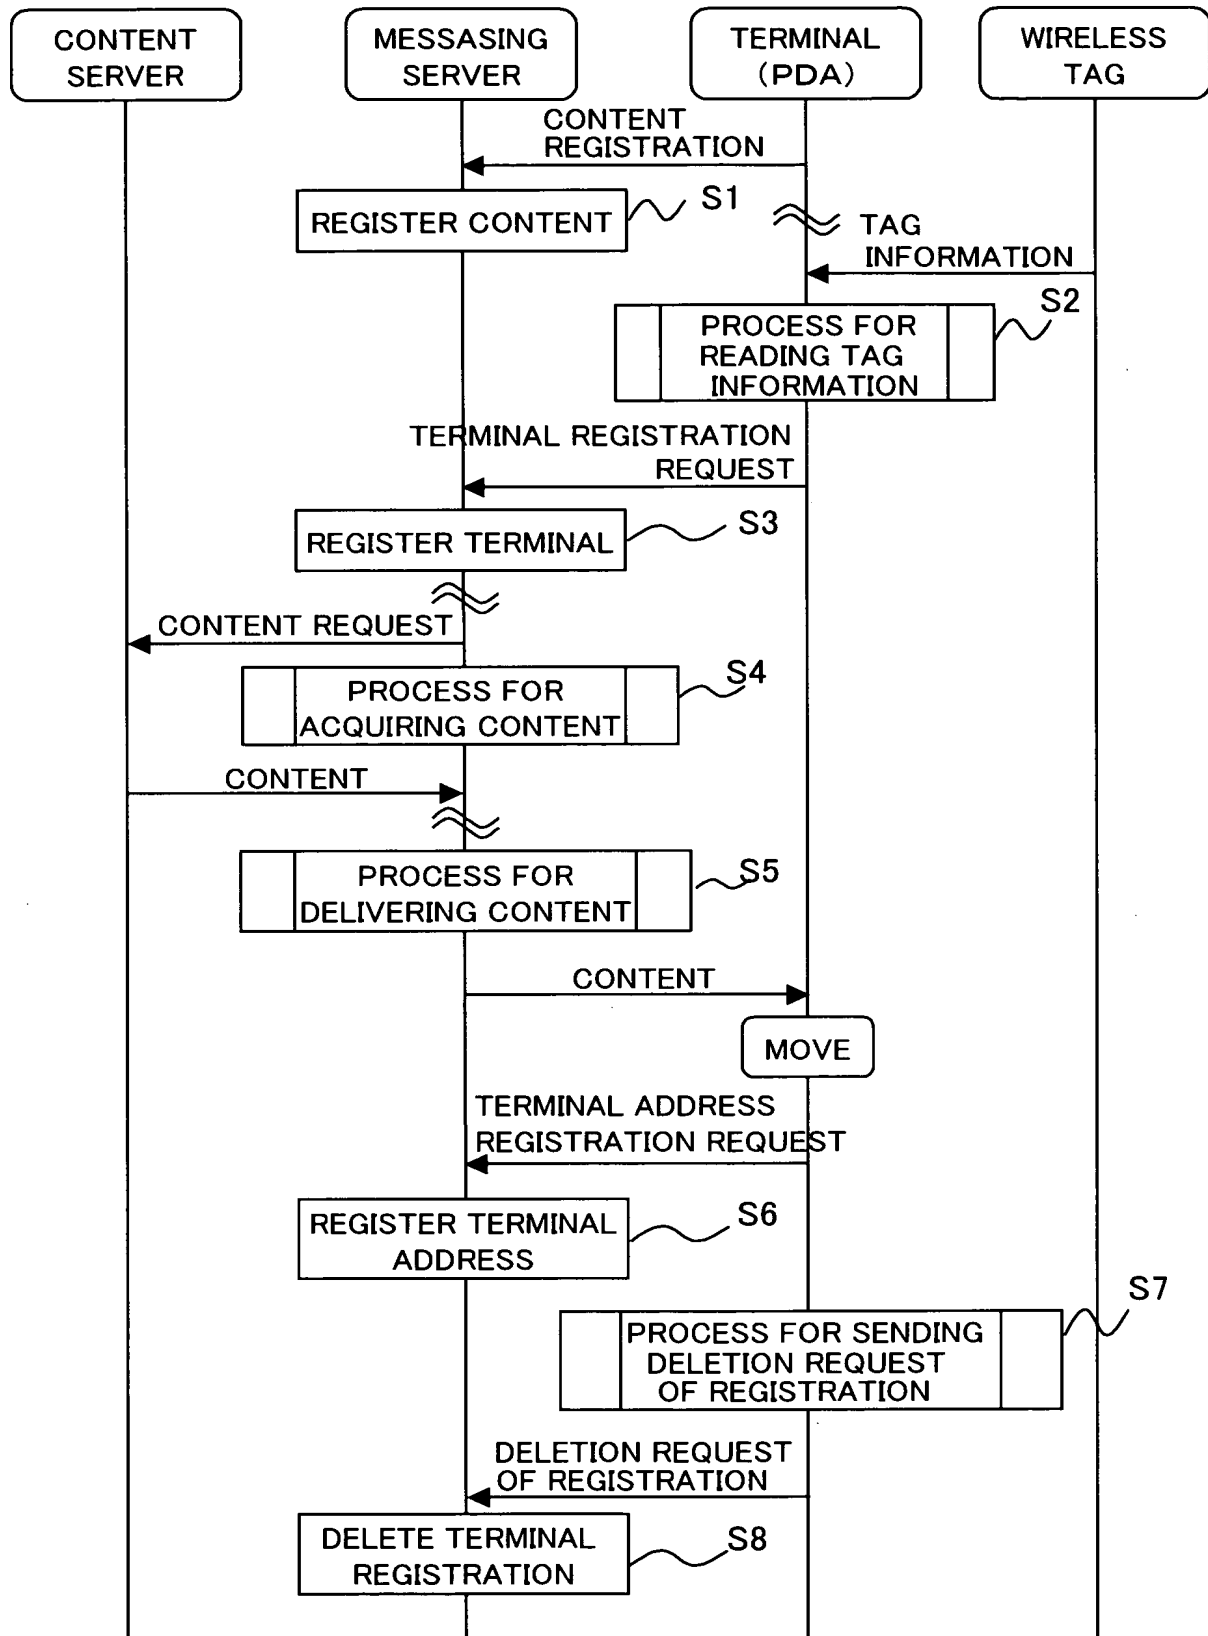 CONTENT
SERVER
MESSASING
SERVER
TERMINAL
(PDA)
WIRELESS
TAG
CONTENT
REGISTRATION
REGISTER CONTENT
S1
TAG
INFORMATION
PROCESS FOR
READING TAG
INFORMATION
S2
TERMINAL REGISTRATION
REQUEST
REGISTER TERMINAL
S3
CONTENT REQUEST
PROCESS FOR
ACQUIRING CONTENT
S4
CONTENT
PROCESS FOR
DELIVERING CONTENT
S5
CONTENT
MOVE
TERMINAL ADDRESS
REGISTRATION REQUEST
REGISTER TERMINAL
ADDRESS
S6
PROCESS FOR SENDING
DELETION REQUEST
OF REGISTRATION
S7
DELETION REQUEST
OF REGISTRATION
DELETE TERMINAL
REGISTRATION
S8